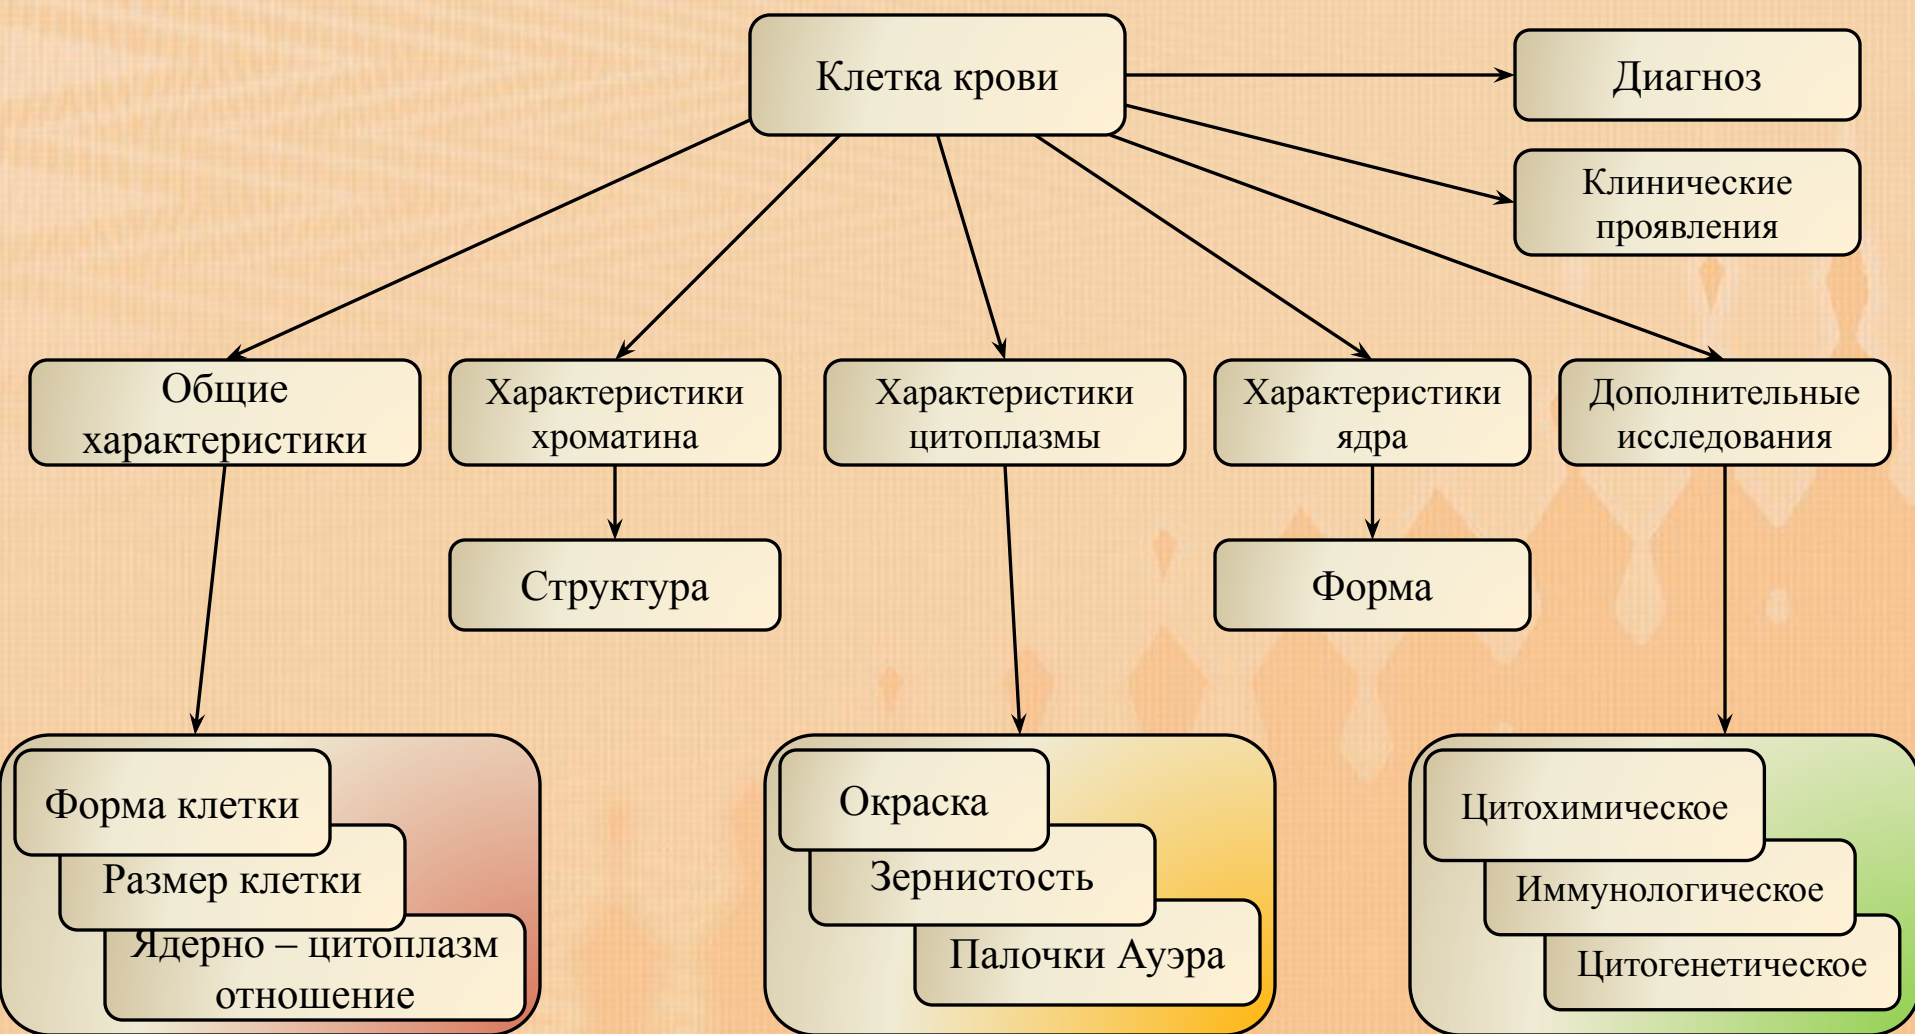 Клетка крови
Диагноз
Клинические
проявления
Общие
характеристики
Характеристики
хроматина
Характеристики
цитоплазмы
Характеристики
ядра
Дополнительные
исследования
Структура
Форма
Форма клетки
Размер клетки
Ядерно – цитоплазм
отношение
Окраска
Зернистость
Палочки Ауэра
Цитохимическое
Иммунологическое
Цитогенетическое